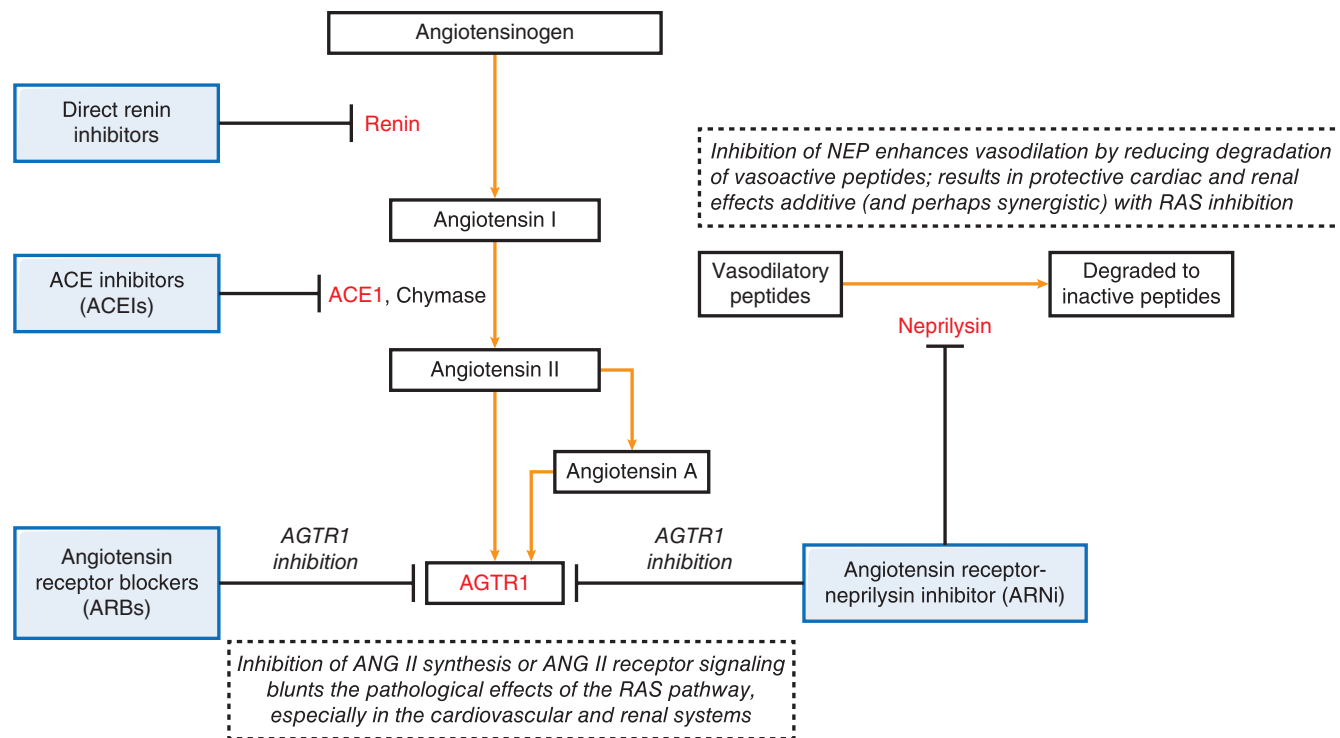 Angiotensinogen
Direct renin
inhibitors
Renin
Inhibition of NEP enhances vasodilation by reducing degradation
of vasoactive peptides; results in protective cardiac and renal
effects additive (and perhaps synergistic) with RAS inhibition
Angiotensin I
ACE inhibitors
(ACEIs)
ACE1, Chymase
Vasodilatory
peptides
Degraded to
inactive peptides
Neprilysin
Angiotensin II
Angiotensin A
Angiotensin
receptor blockers
(ARBs)
AGTR1
inhibition
AGTR1
AGTR1
inhibition
Angiotensin receptor-
neprilysin inhibitor (ARNi)
Inhibition of ANG II synthesis or ANG II receptor signaling
blunts the pathological effects of the RAS pathway,
especially in the cardiovascular and renal systems